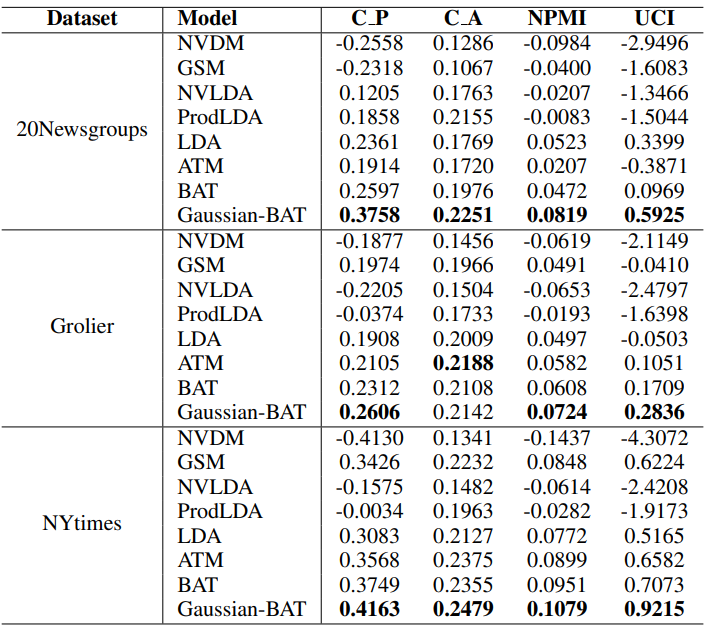 Dataset Model C_P C_A NPMI UCI
NVDM -0.2558 0.1286 -0.0984 -2.9496
GSM -0.2318 0.1067 -0.0400 -1.6083
NVLDA 0.1205 0.1763 -0.0207 -1.3466
ProdLDA 0.1858 0.2155 -0.0083 -1.5044
20Newsgroups
LDA 0.2361 0.1769 0.0523 0.3399
ATM 0.1914 0.1720 0.0207 -0.3871
BAT 0.2597 0.1976 0.0472 0.0969
Gaussian-BAT 0.3758 0.2251 0.0819 0.5925
NVDM -0.1877 0.1456 -0.0619 -2.1149
GSM 0.1974 0.1966 0.0491 -0.0410
NVLDA -0.2205 0.1504 -0.0653 -2.4797
ProdLDA -0.0374 0.1733 -0.0193 -1.6398
Grolier
LDA 0.1908 0.2009 0.0497 -0.0503
ATM 0.2105 0.2188 0.0582 0.1051
BAT 0.2312 0.2108 0.0608 0.1709
Gaussian-BAT 0.2606 0.2142 0.0724 0.2836
NVDM -0.4130 0.1341 -0.1437 -4.3072
GSM 0.3426 0.2232 0.0848 0.6224
NVLDA -0.1575 0.1482 -0.0614 -2.4208
ProdLDA -0.0034 0.1963 -0.0282 -1.9173
NYtimes
LDA 0.3083 0.2127 0.0772 0.5165
ATM 0.3568 0.2375 0.0899 0.6582
BAT 0.3749 0.2355 0.0951 0.7073
Gaussian-BAT 0.4163 0.2479 0.1079 0.9215